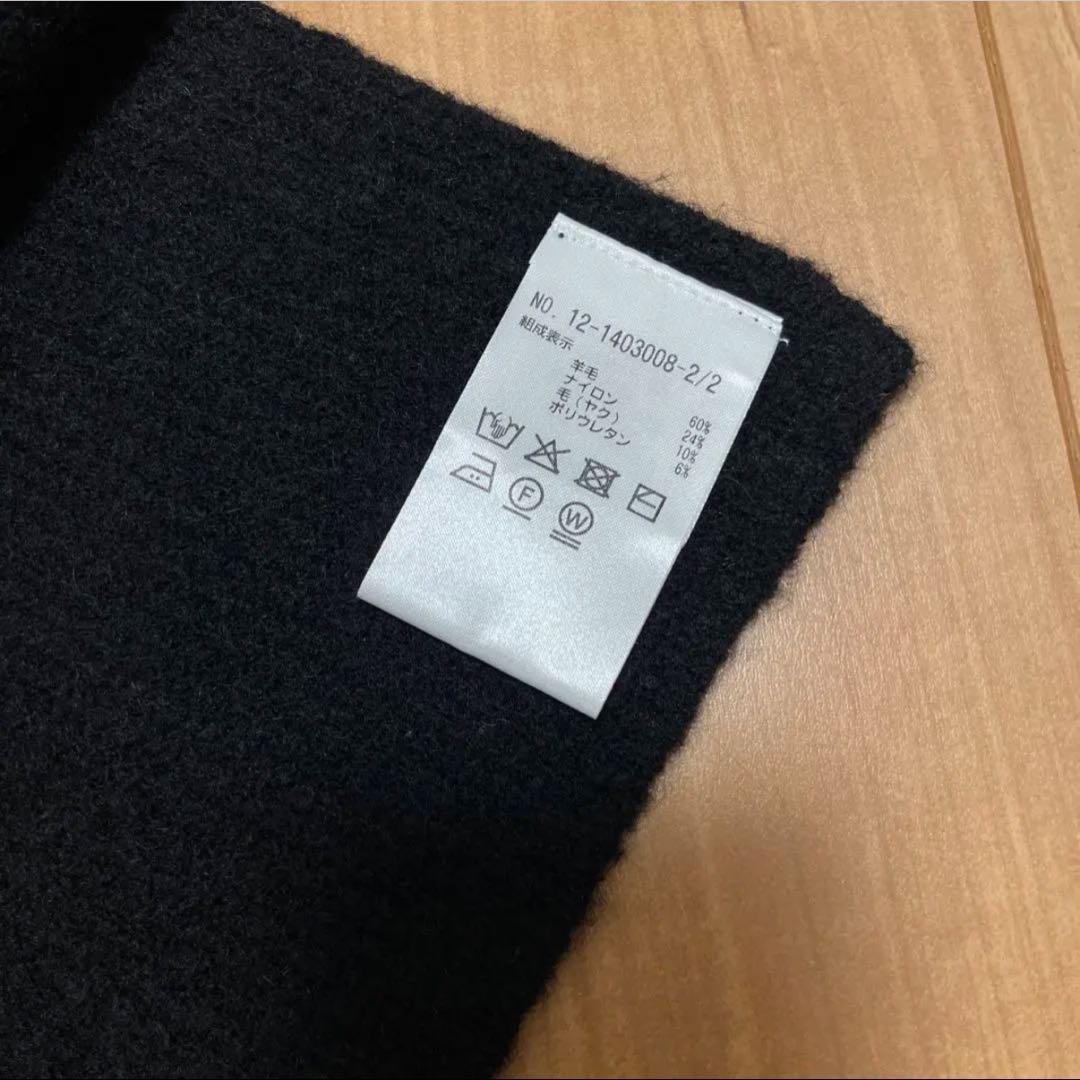 NO. 12-1403008-2/2
組成表示
羊毛 60%
ナイロン 24%
毛(ヤク) 10%
ポリウレタン 6%
F
W